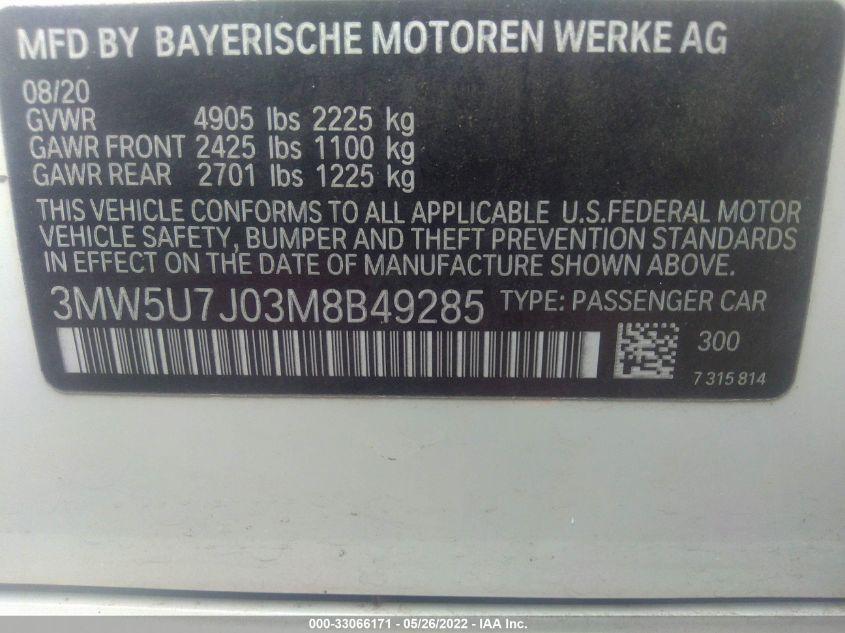 MFD BY BAYERISCHE MOTOREN WERKE AG
08/20
GVWR 4905 lbs 2225 kg
GAWR FRONT 2425 lbs 1100 kg
GAWR REAR 2701 lbs 1225 kg
THIS VEHICLE CONFORMS TO ALL APPLICABLE U.S.FEDERAL MOTOR
VEHICLE SAFETY, BUMPER AND THEFT PREVENTION STANDARDS
IN EFFECT ON THE DATE OF MANUFACTURE SHOWN ABOVE.
3MW5U7J03M8B49285 TYPE: PASSENGER CAR
300
7 315 814
000-33066171 - 05/26/2022 - IAA Inc.